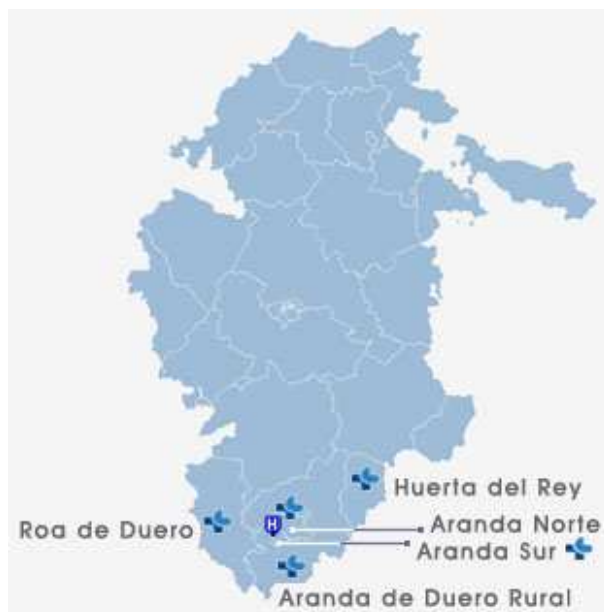 Huerta del Rey
Roa de Duero
Aranda Norte
Aranda Sur
Aranda de Duero Rural
H